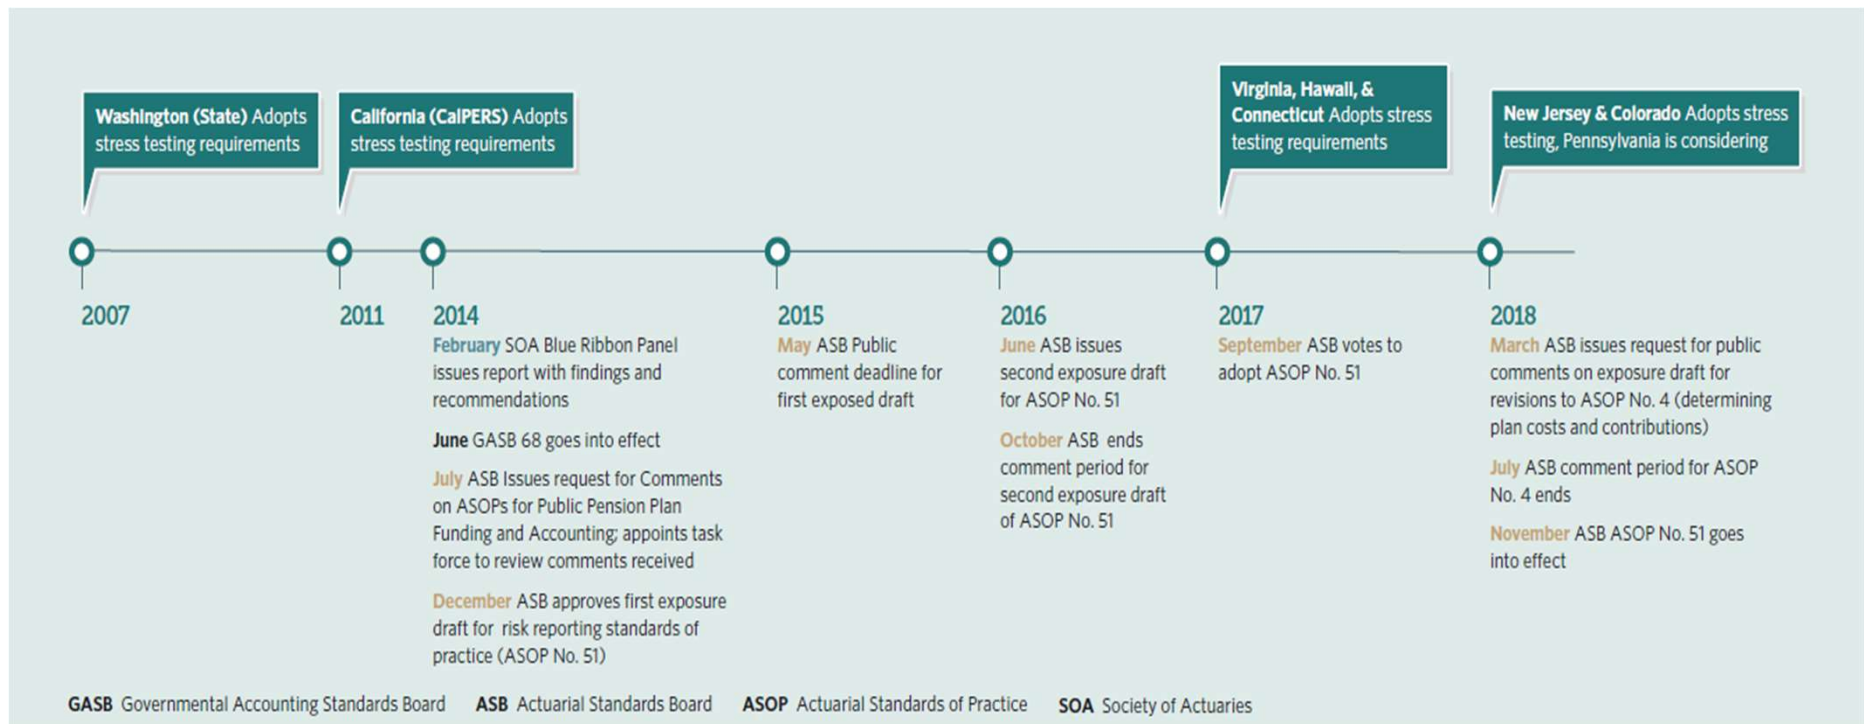 Washington (State) Adopts
stress testing requirements
California (CalPERS) Adopts
stress testing requirements
Virginia, Hawaii, &
Connecticut Adopts stress
testing requirements
New Jersey & Colorado Adopts stress
testing, Pennsylvania is considering
2007
2011
2014
February SOA Blue Ribbon Panel
issues report with findings and
recommendations
June GASB 68 goes into effect
July ASB Issues request for Comments
on ASOPs for Public Pension Plan
Funding and Accounting; appoints task
force to review comments received
December ASB approves first exposure
draft for risk reporting standards of
practice (ASOP No. 51)
2015
May ASB Public
comment deadline for
first exposed draft
2016
June ASB issues
second exposure draft
for ASOP No. 51
October ASB ends
comment period for
second exposure draft
of ASOP No. 51
2017
September ASB votes to
adopt ASOP No. 51
2018
March ASB issues request for public
comments on exposure draft for
revisions to ASOP No. 4 (determining
plan costs and contributions)
July ASB comment period for ASOP
No. 4 ends
November ASB ASOP No. 51 goes
into effect
GASB Governmental Accounting Standards Board ASB Actuarial Standards Board ASOP Actuarial Standards of Practice SOA Society of Actuaries